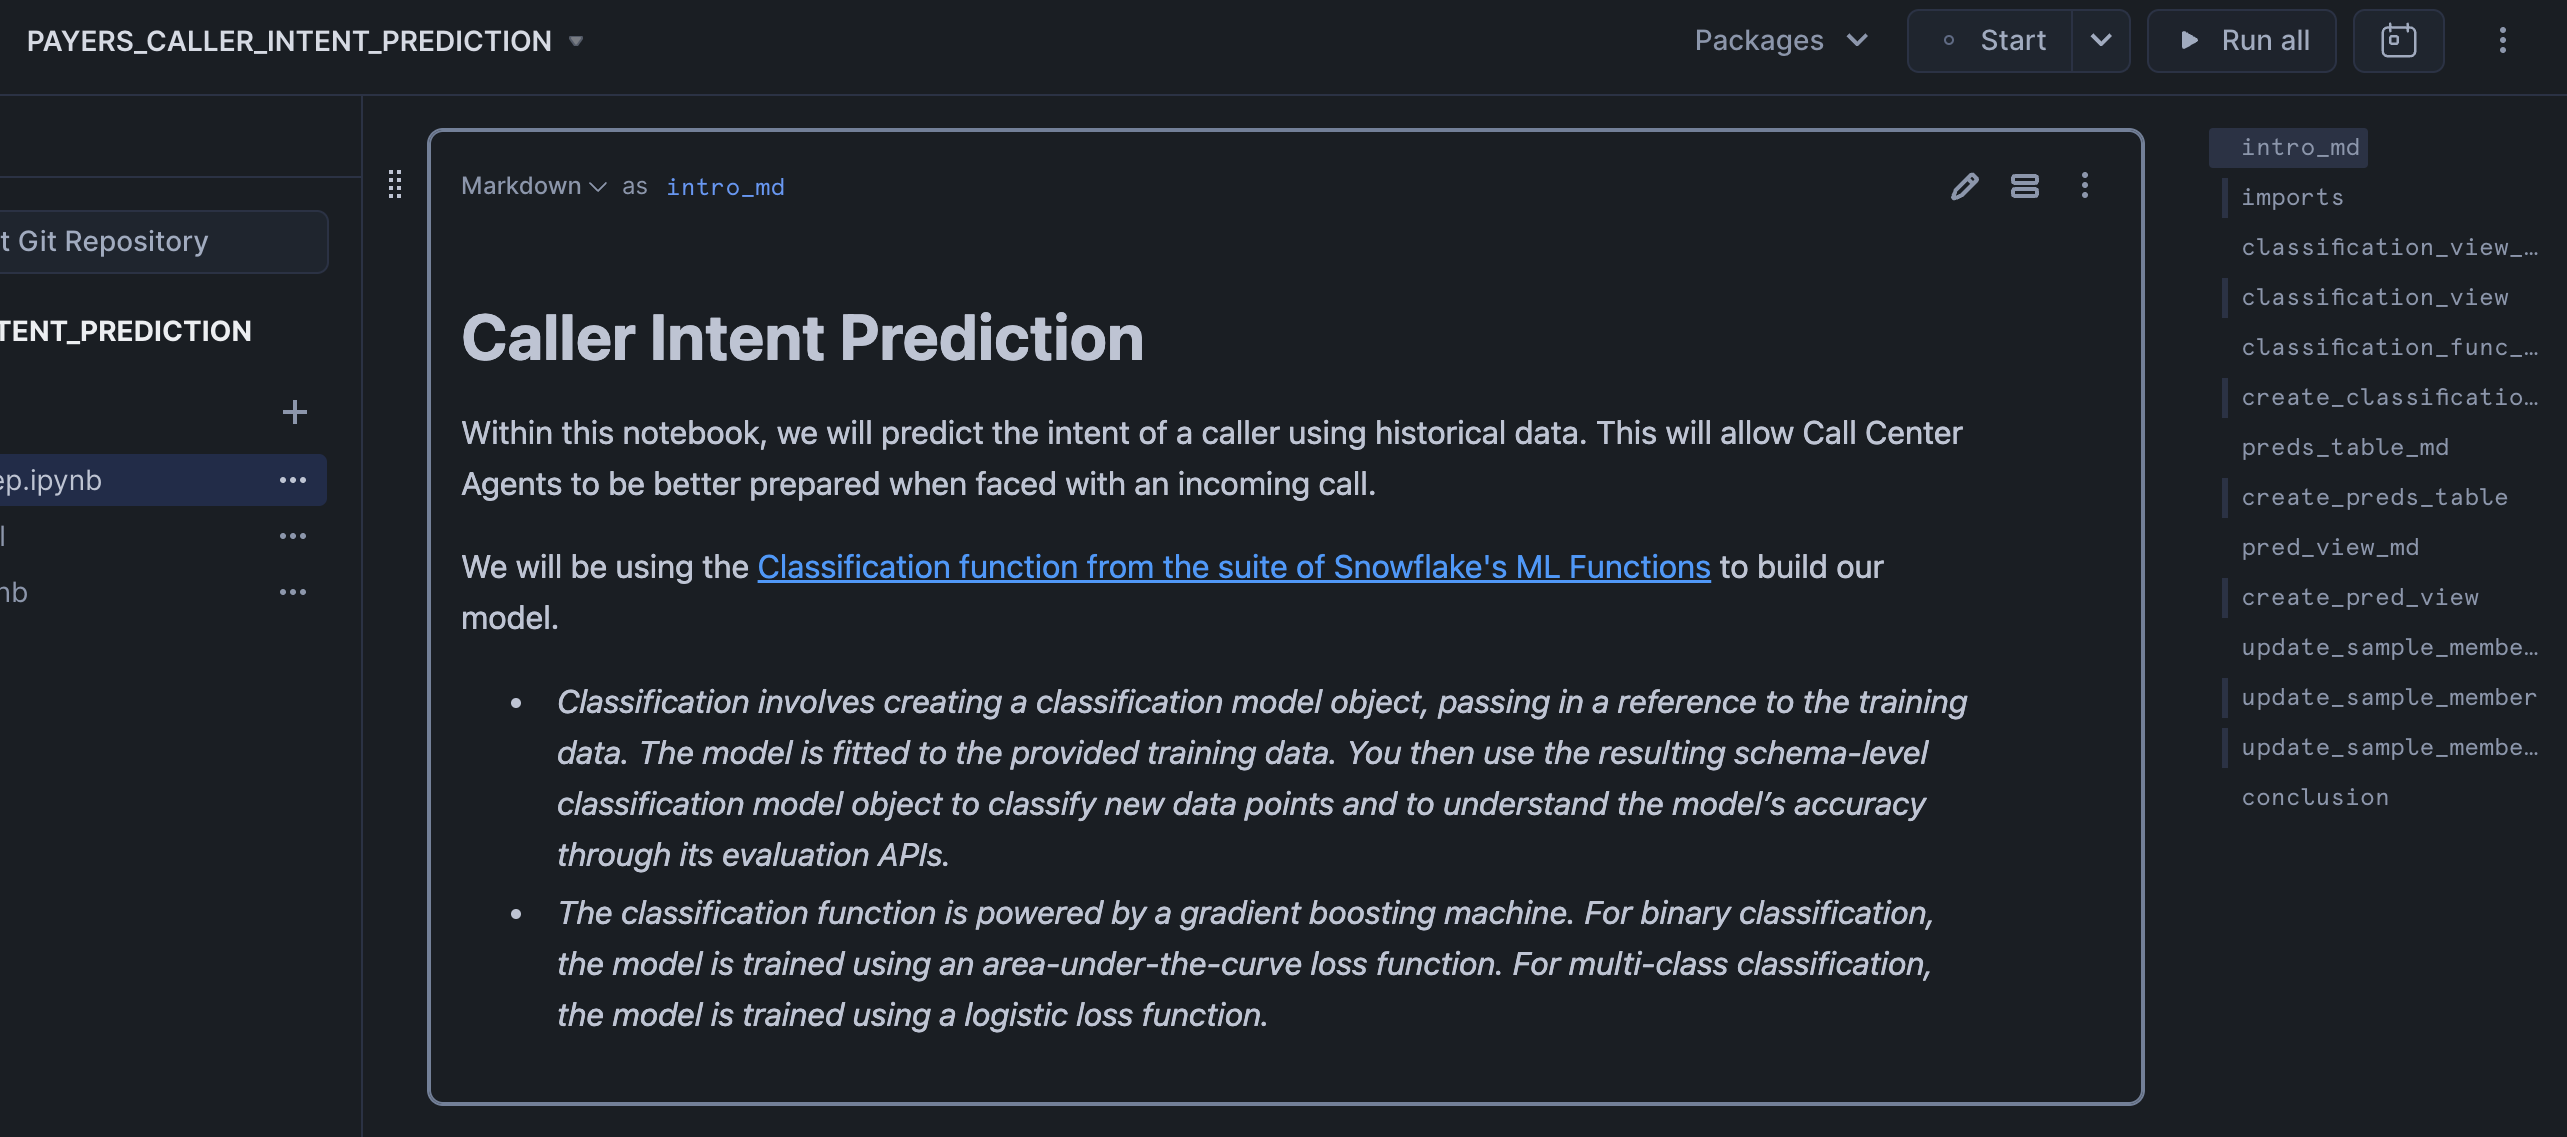 PAYERS_CALLER_INTENT_PREDICTION
Packages
Start
Run all
t Git Repository
TENT_PREDICTION
ep.ipynb
l
nb
Markdown as intro_md
Caller Intent Prediction
Within this notebook, we will predict the intent of a caller using historical data. This will allow Call Center
Agents to be better prepared when faced with an incoming call.
We will be using the Classification function from the suite of Snowflake's ML Functions to build our
model.
• Classification involves creating a classification model object, passing in a reference to the training
data. The model is fitted to the provided training data. You then use the resulting schema-level
classification model object to classify new data points and to understand the model’s accuracy
through its evaluation APIs.
• The classification function is powered by a gradient boosting machine. For binary classification,
the model is trained using an area-under-the-curve loss function. For multi-class classification,
the model is trained using a logistic loss function.
intro_md
imports
classification_view_…
classification_view
classification_func_…
create_classificatio…
preds_table_md
create_preds_table
pred_view_md
create_pred_view
update_sample_membe…
update_sample_member
update_sample_membe…
conclusion